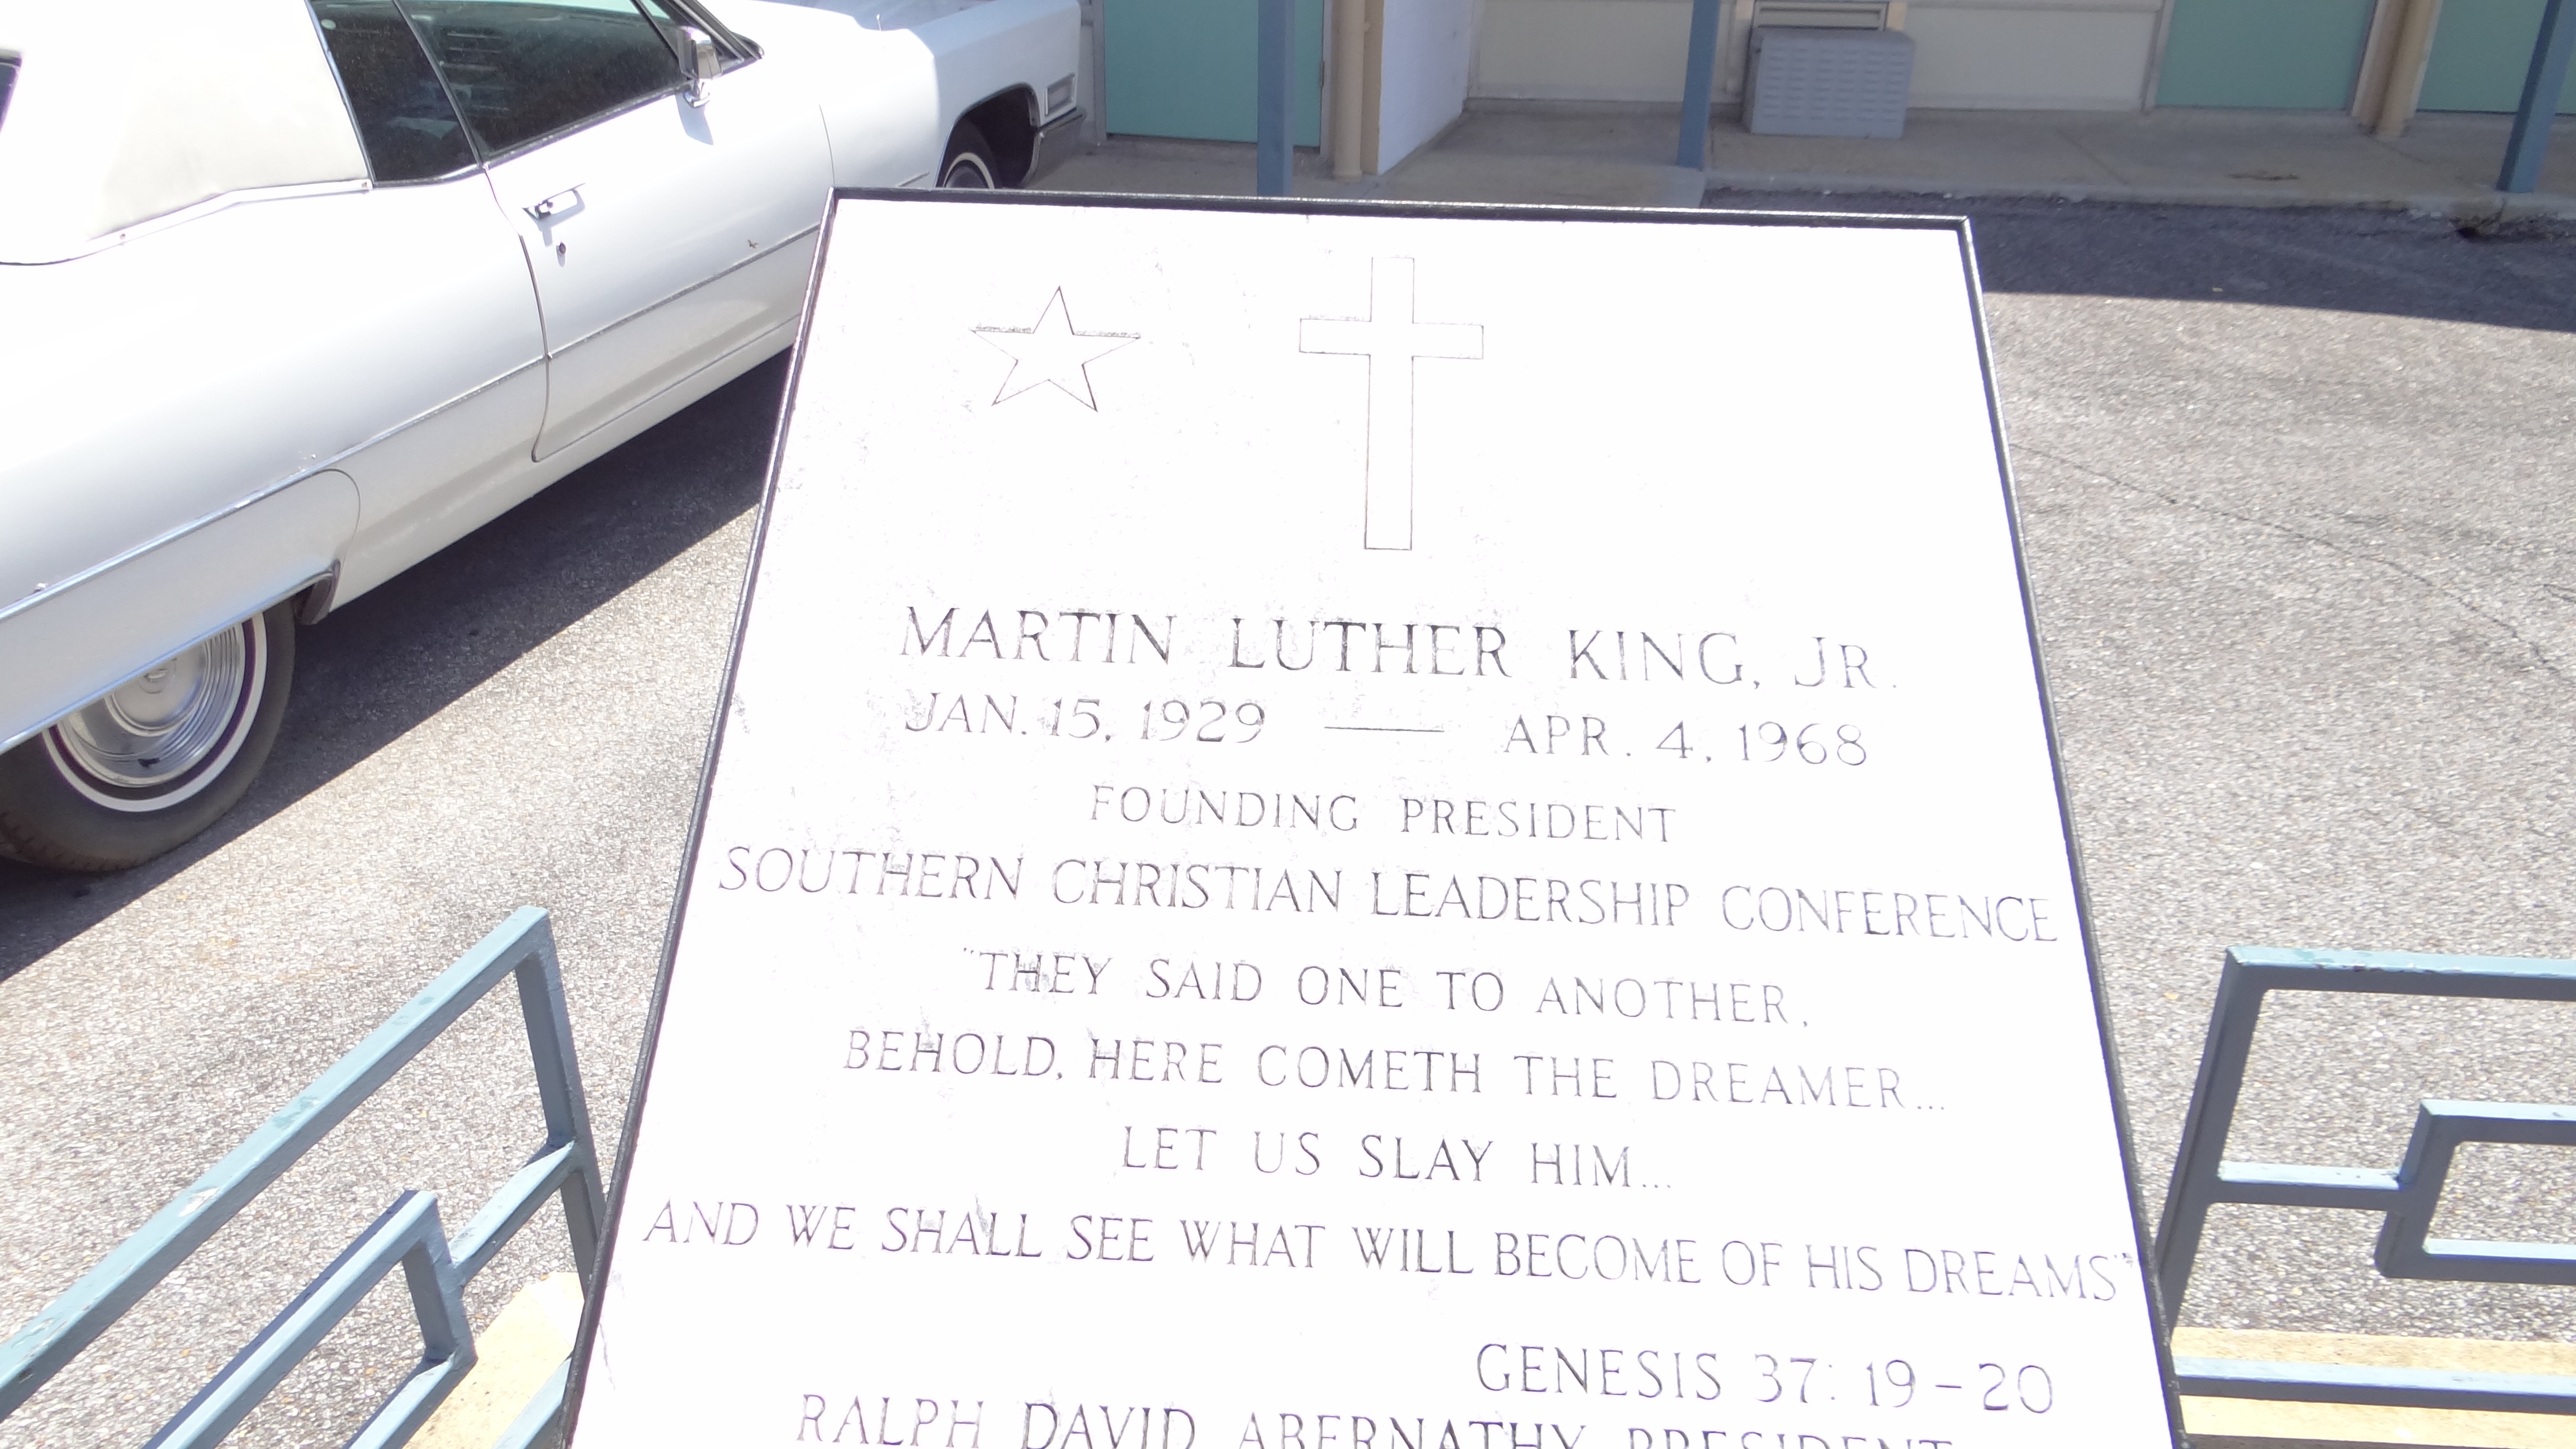 MARTIN LUTHER KING, JR.
JAN. 15, 1929 — APR. 4, 1968
FOUNDING PRESIDENT
SOUTHERN CHRISTIAN LEADERSHIP CONFERENCE
"THEY SAID ONE TO ANOTHER,
BEHOLD, HERE COMETH THE DREAMER...
LET US SLAY HIM...
AND WE SHALL SEE WHAT WILL BECOME OF HIS DREAMS"
GENESIS 37: 19-20
RALPH DAVID ABERNATHY PRESIDENT